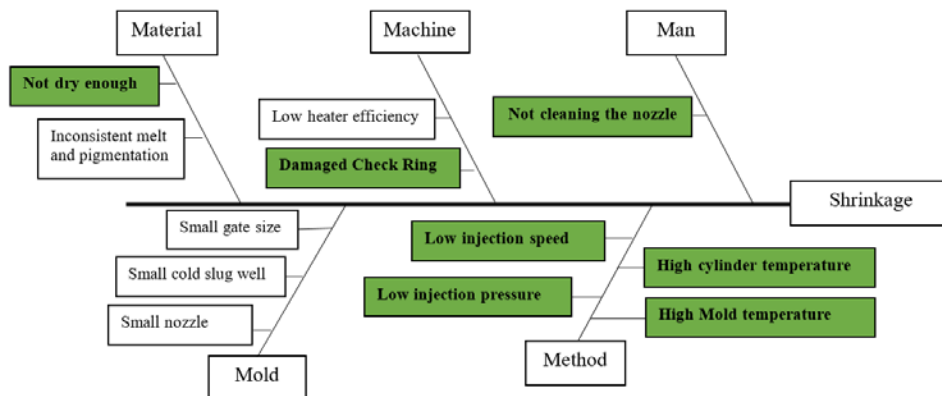 Material
Machine
Man
Not dry enough
Low heater efficiency
Not cleaning the nozzle
Inconsistent melt
and pigmentation
Damaged Check Ring
Shrinkage
Small gate size
Low injection speed
Small cold slug well
High cylinder temperature
Low injection pressure
Small nozzle
High Mold temperature
Mold
Method